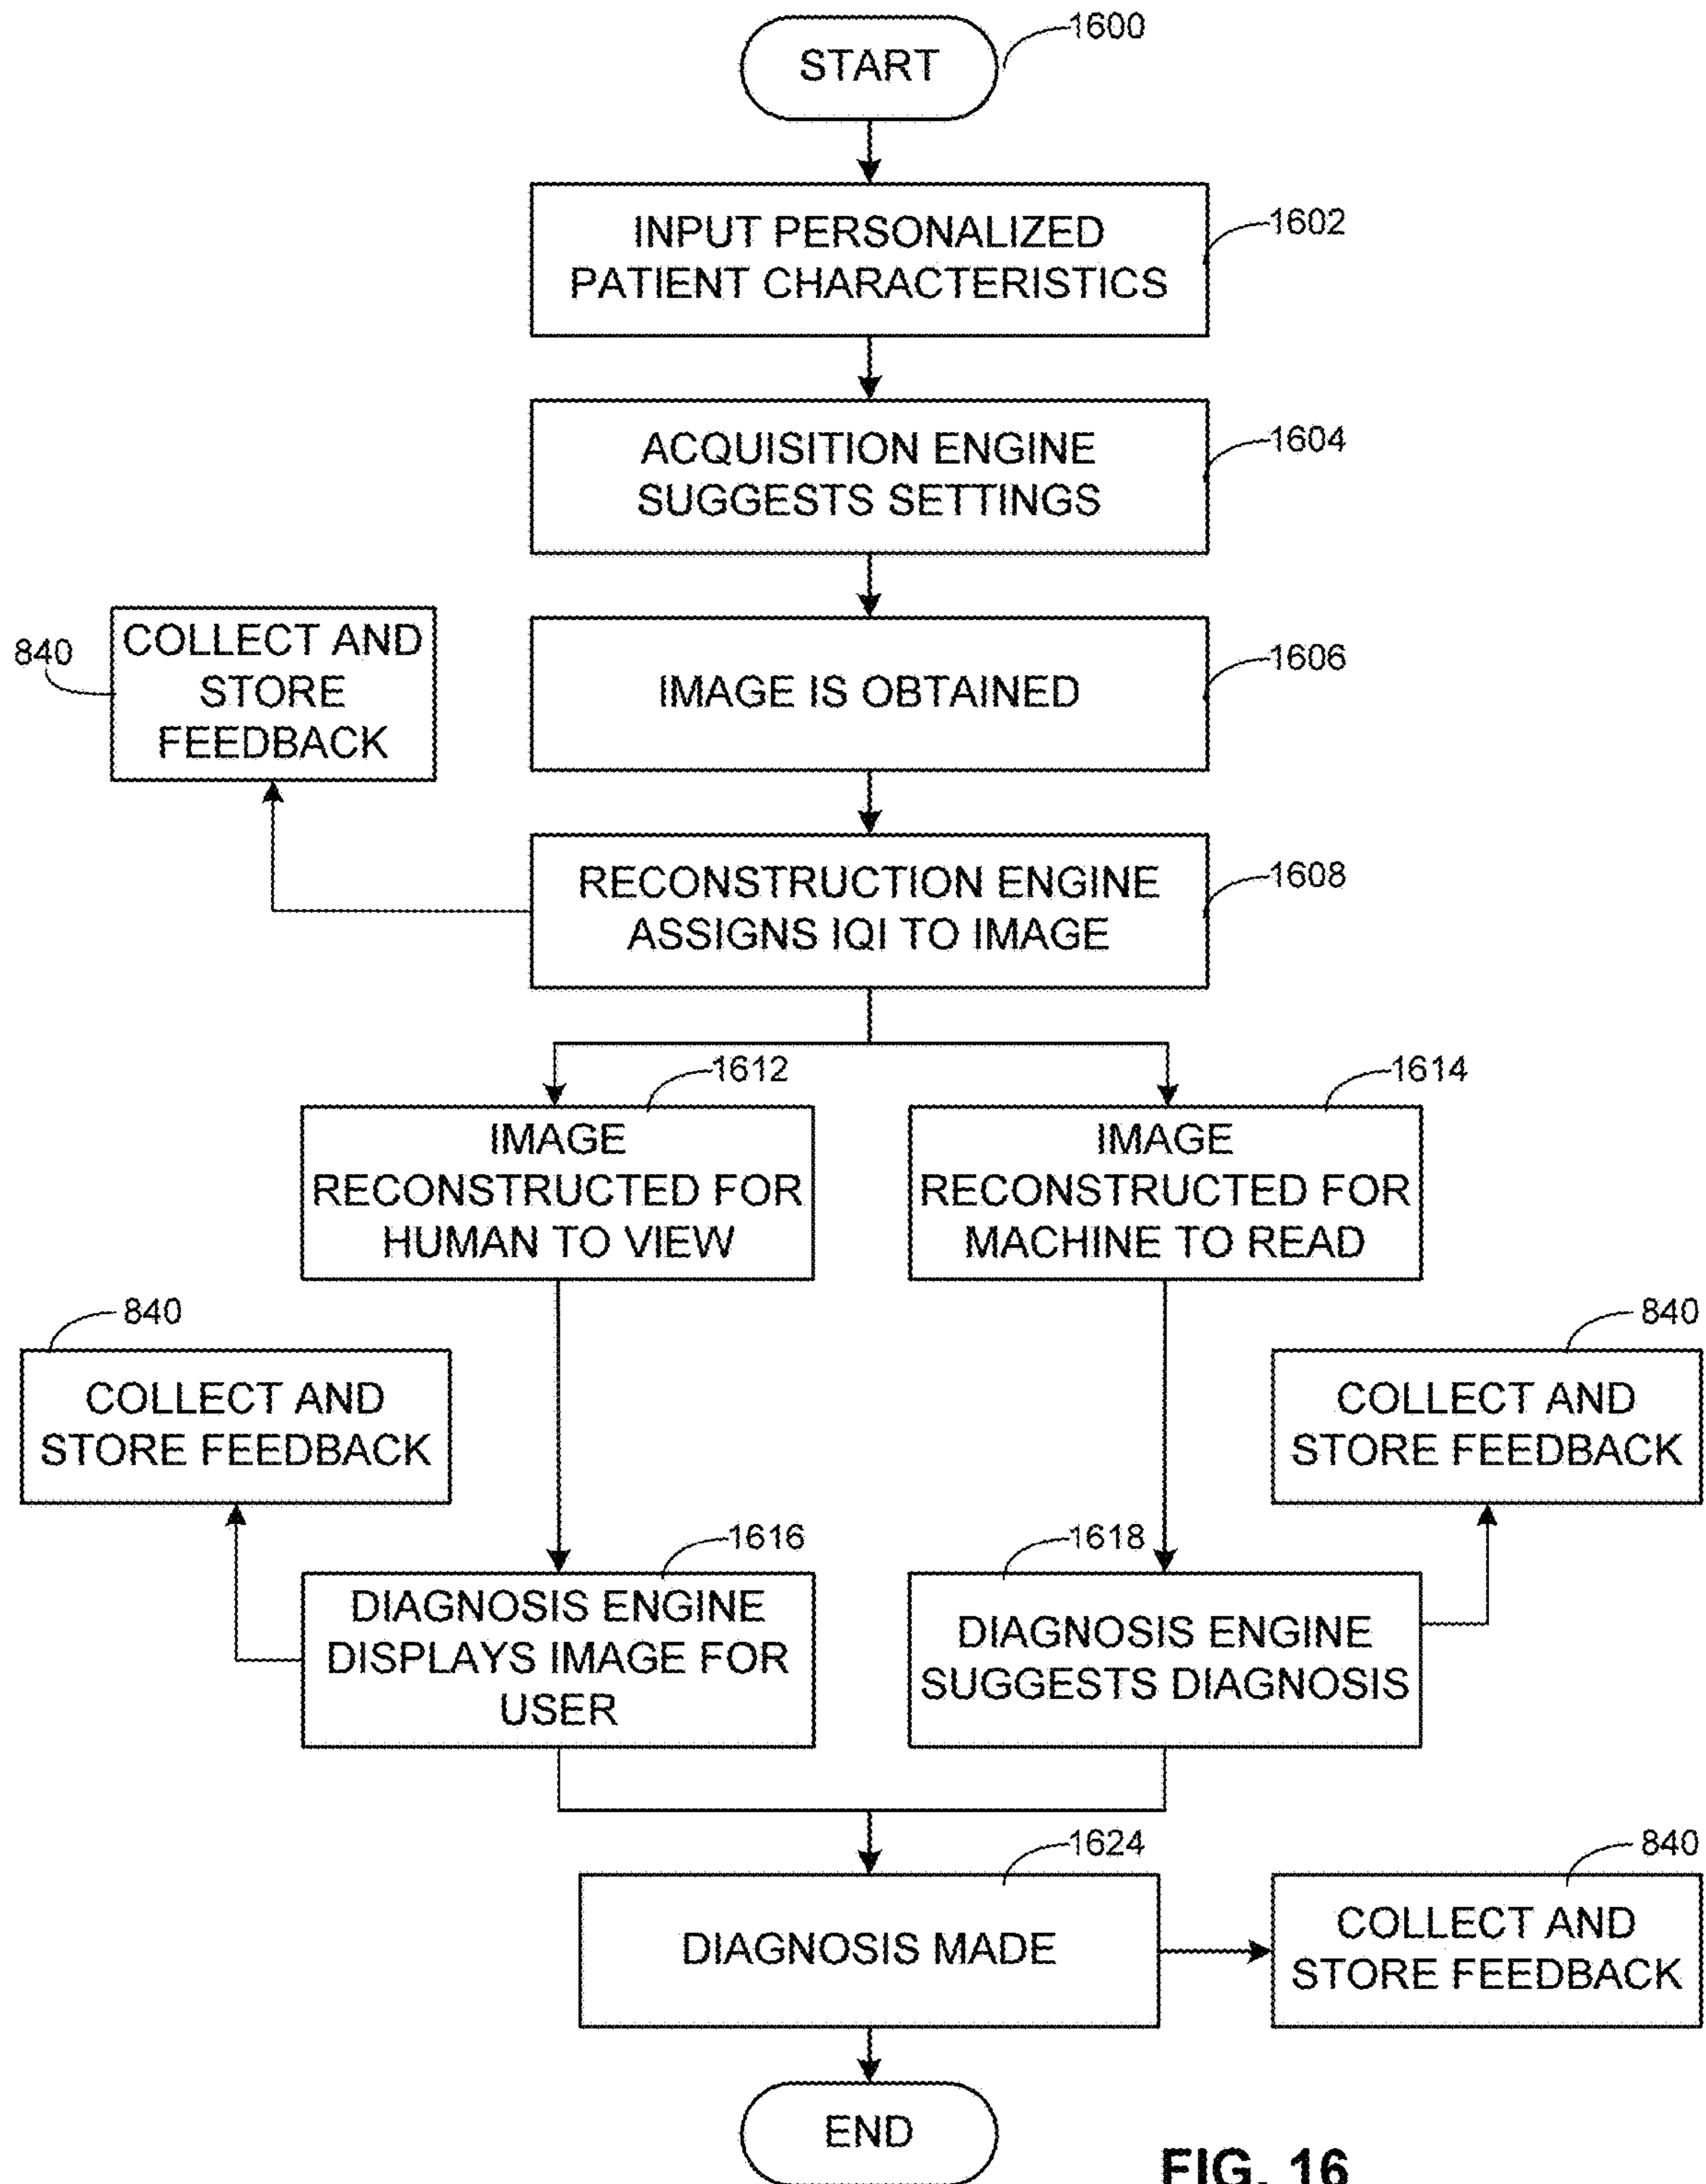 START
1600
INPUT PERSONALIZED
PATIENT CHARACTERISTICS
1602
ACQUISITION ENGINE
SUGGESTS SETTINGS
1604
IMAGE IS OBTAINED
1606
840
COLLECT AND
STORE
FEEDBACK
RECONSTRUCTION ENGINE
ASSIGNS IQI TO IMAGE
1608
1612
IMAGE
RECONSTRUCTED FOR
HUMAN TO VIEW
1614
IMAGE
RECONSTRUCTED FOR
MACHINE TO READ
840
COLLECT AND
STORE FEEDBACK
840
COLLECT AND
STORE FEEDBACK
1616
DIAGNOSIS ENGINE
DISPLAYS IMAGE FOR
USER
1618
DIAGNOSIS ENGINE
SUGGESTS DIAGNOSIS
1624
DIAGNOSIS MADE
840
COLLECT AND
STORE FEEDBACK
END
FIG. 16